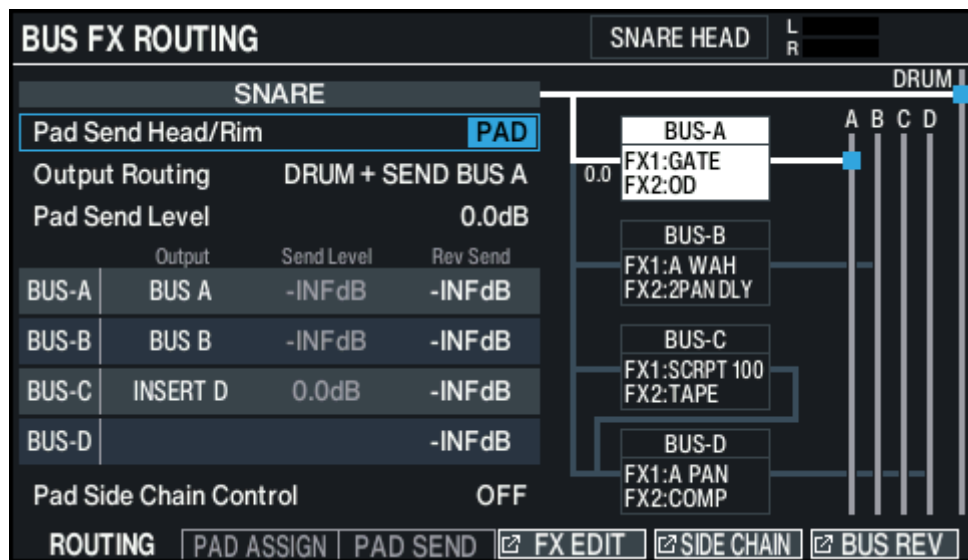 BUS FX ROUTING
SNARE HEAD
L
R
SNARE
DRUM
Pad Send Head/Rim PAD
Output Routing DRUM + SEND BUS A
Pad Send Level 0.0dB
Output Send Level Rev Send
BUS-A BUS A -INFdB -INFdB
BUS-B BUS B -INFdB -INFdB
BUS-C INSERT D 0.0dB -INFdB
BUS-D -INFdB
Pad Side Chain Control OFF
A B C D
0.0
BUS-A
FX1:GATE
FX2:OD
BUS-B
FX1:A WAH
FX2:2PAN DLY
BUS-C
FX1:SCRPT 100
FX2:TAPE
BUS-D
FX1:A PAN
FX2:COMP
ROUTING PAD ASSIGN PAD SEND FX EDIT SIDE CHAIN BUS REV